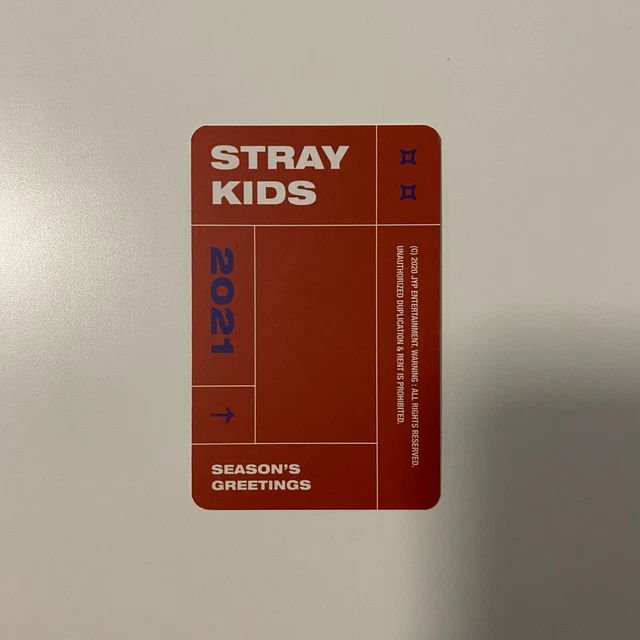 STRAY
KIDS
2021
(C) 2020 JYP ENTERTAINMENT. WARNING : ALL RIGHTS RESERVED.
UNAUTHORIZED DUPLICATION & RENT IS PROHIBITED.
SEASON'S
GREETINGS